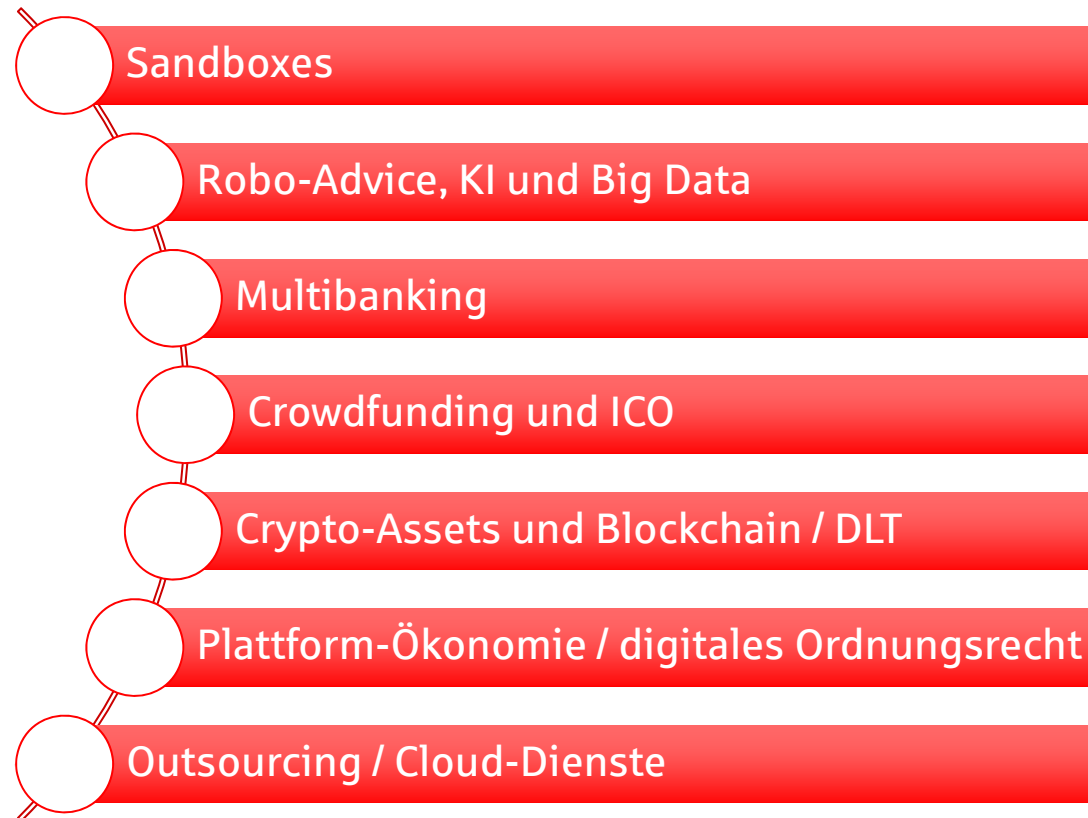 Sandboxes
Robo-Advice, KI und Big Data
Multibanking
Crowdfunding und ICO
Crypto-Assets und Blockchain / DLT
Plattform-Ökonomie / digitales Ordnungsrecht
Outsourcing / Cloud-Dienste